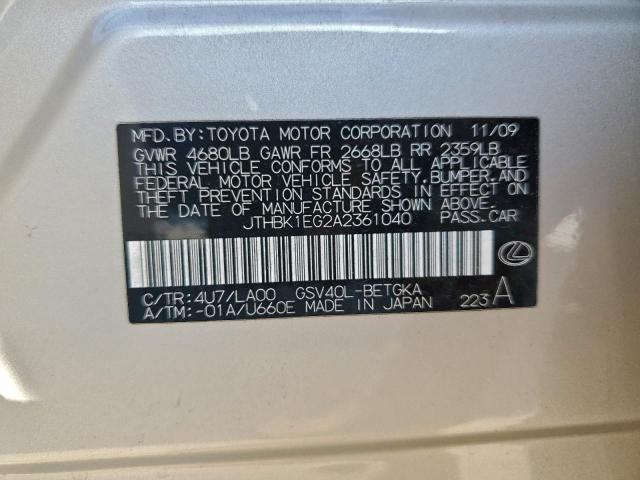 MFD. BY: TOYOTA MOTOR CORPORATION 11/09
GVWR 4680LB GAWR FR 2668LB RR 2359LB
THIS VEHICLE CONFORMS TO ALL APPLICABLE
FEDERAL MOTOR VEHICLE SAFETY, BUMPER, AND
THEFT PREVENTION STANDARDS IN EFFECT ON
THE DATE OF MANUFACTURE SHOWN ABOVE.
JTHBK1EG2A2361040 PASS. CAR
C/TR: 4U7/LA00 GSV40L-BETGKA
A/TM: -01A/U660E MADE IN JAPAN 223 A